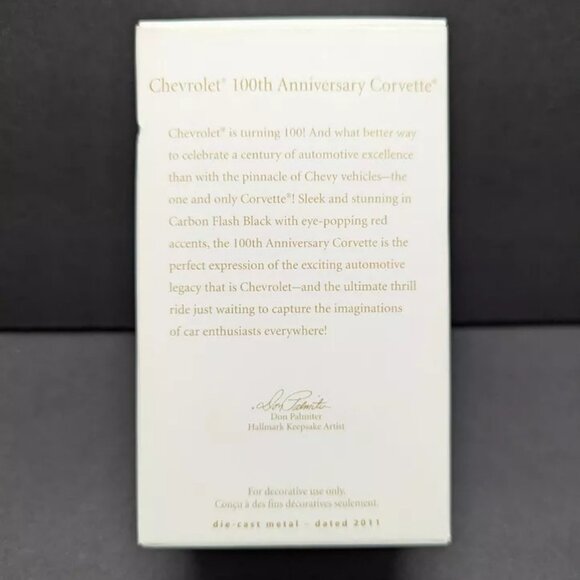 Chevrolet® 100th Anniversary Corvette®
Chevrolet® is turning 100! And what better way
to celebrate a century of automotive excellence
than with the pinnacle of Chevy vehicles—the
one and only Corvette®! Sleek and stunning in
Carbon Flash Black with eye-popping red
accents, the 100th Anniversary Corvette is the
perfect expression of the exciting automotive
legacy that is Chevrolet—and the ultimate thrill
ride just waiting to capture the imaginations
of car enthusiasts everywhere!
Don Palmiter
Don Palmiter
Hallmark Keepsake Artist
For decorative use only.
Conçu à des fins décoratives seulement.
die-cast metal - dated 2011